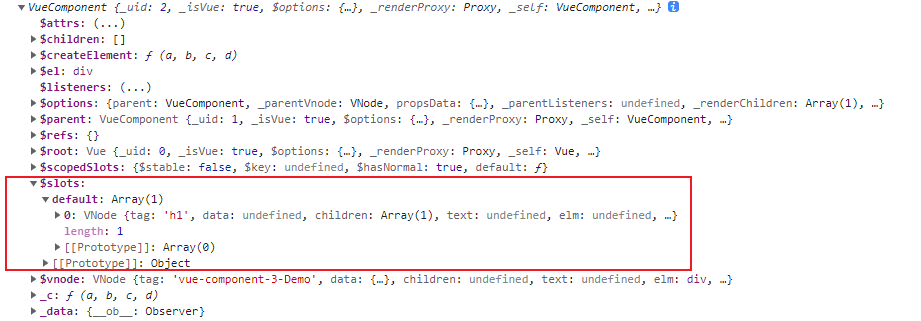 VueComponent {_uid: 2, _isVue: true, $options: {…}, _renderProxy: Proxy, _self: VueComponent, …} i
$attrs: (...)
$children: []
$createElement: ƒ (a, b, c, d)
$el: div
$listeners: (...)
$options: {parent: VueComponent, _parentVnode: VNode, propsData: {…}, _parentListeners: undefined, _renderChildren: Array(1), …}
$parent: VueComponent {_uid: 1, _isVue: true, $options: {…}, _renderProxy: Proxy, _self: VueComponent, …}
$refs: {}
$root: Vue {_uid: 0, _isVue: true, $options: {…}, _renderProxy: Proxy, _self: Vue, …}
$scopedSlots: {$stable: false, $key: undefined, $hasNormal: true, default: ƒ}
$slots:
default: Array(1)
0: VNode {tag: 'h1', data: undefined, children: Array(1), text: undefined, elm: undefined, …}
length: 1
[[Prototype]]: Array(0)
[[Prototype]]: Object
$vnode: VNode {tag: 'vue-component-3-Demo', data: {…}, children: undefined, text: undefined, elm: div, …}
_c: ƒ (a, b, c, d)
_data: {__ob__: Observer}